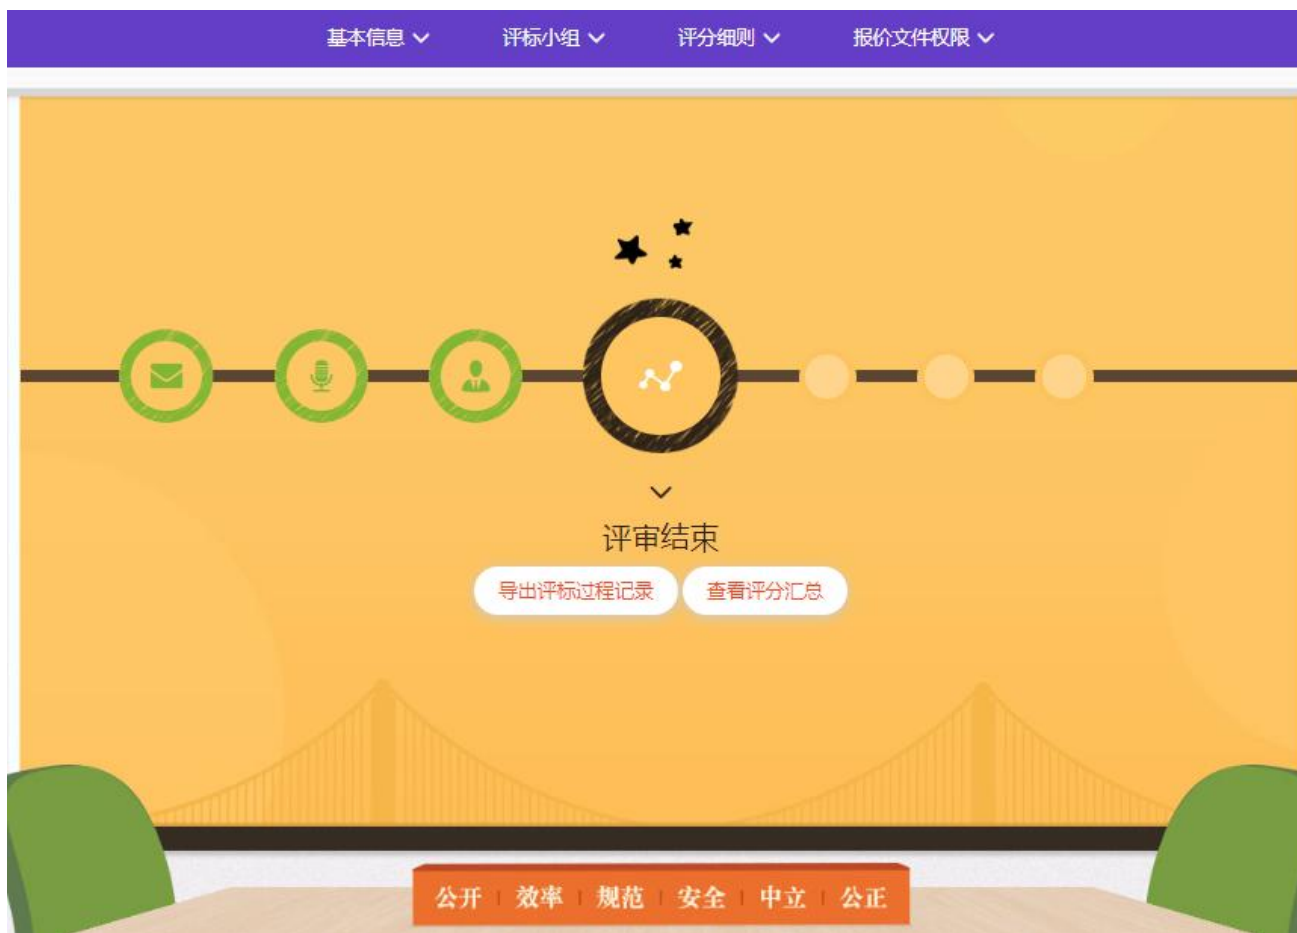 基本信息 评标小组 评分细则 报价文件权限
评审结束
导出评标过程记录 查看评分汇总
公开 效率 规范 安全 中立 公正